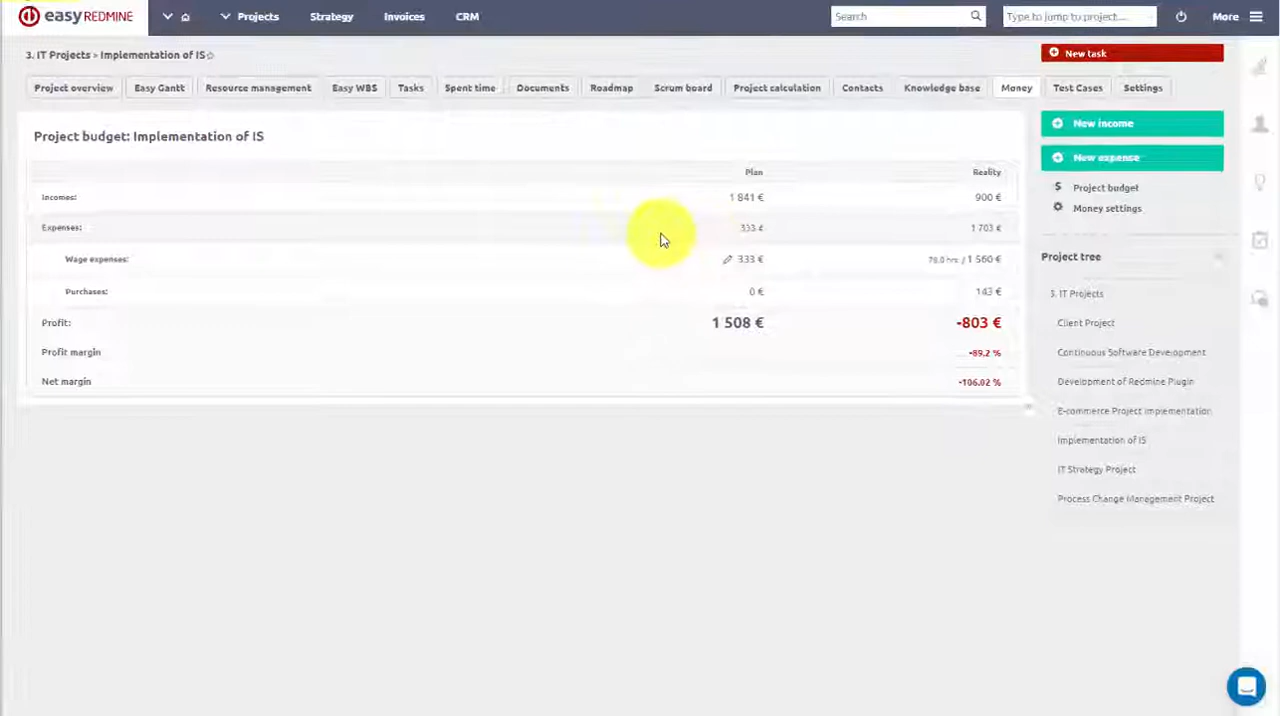 easy REDMINE
Projects
Strategy
Invoices
CRM
Search
Type to jump to project...
More
3. IT Projects > Implementation of IS
New task
Project overview
Easy Gantt
Resource management
Easy WBS
Tasks
Spent time
Documents
Roadmap
Scrum board
Project calculation
Contacts
Knowledge base
Money
Test Cases
Settings
Project budget: Implementation of IS
Plan Reality
Incomes: 1 841 € 900 €
Expenses: 333 € 1 703 €
Wage expenses: 333 € 78.0 hrs / 1 560 €
Purchases: 0 € 143 €
Profit: 1 508 € -803 €
Profit margin -89.2 %
Net margin -106.02 %
New income
New expense
$ Project budget
Money settings
Project tree
3. IT Projects
Client Project
Continuous Software Development
Development of Redmine Plugin
E-commerce Project Implementation
Implementation of IS
IT Strategy Project
Process Change Management Project